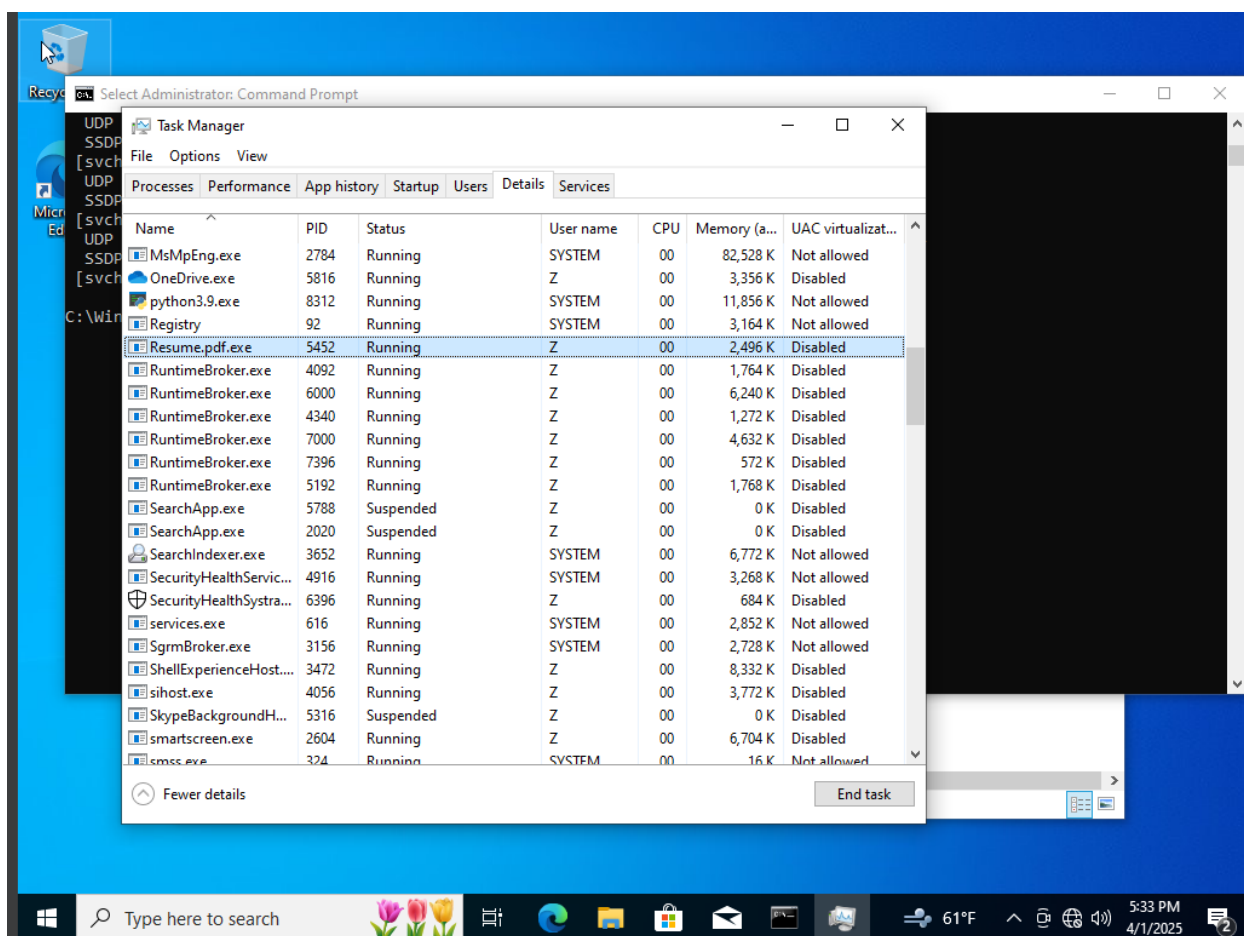 Recyc
Select Administrator: Command Prompt
UDP
SSDP
[svch
UDP
SSDP
[svch
UDP
SSDP
[svch
C:\Win
Micr
Ed
Task Manager
File Options View
Processes Performance App history Startup Users Details Services
Name PID Status User name CPU Memory (a... UAC virtualizat...
MsMpEng.exe 2784 Running SYSTEM 00 82,528 K Not allowed
OneDrive.exe 5816 Running Z 00 3,356 K Disabled
python3.9.exe 8312 Running SYSTEM 00 11,856 K Not allowed
Registry 92 Running SYSTEM 00 3,164 K Not allowed
Resume.pdf.exe 5452 Running Z 00 2,496 K Disabled
RuntimeBroker.exe 4092 Running Z 00 1,764 K Disabled
RuntimeBroker.exe 6000 Running Z 00 6,240 K Disabled
RuntimeBroker.exe 4340 Running Z 00 1,272 K Disabled
RuntimeBroker.exe 7000 Running Z 00 4,632 K Disabled
RuntimeBroker.exe 7396 Running Z 00 572 K Disabled
RuntimeBroker.exe 5192 Running Z 00 1,768 K Disabled
SearchApp.exe 5788 Suspended Z 00 0 K Disabled
SearchApp.exe 2020 Suspended Z 00 0 K Disabled
SearchIndexer.exe 3652 Running SYSTEM 00 6,772 K Not allowed
SecurityHealthServic... 4916 Running SYSTEM 00 3,268 K Not allowed
SecurityHealthSystra... 6396 Running Z 00 684 K Disabled
services.exe 616 Running SYSTEM 00 2,852 K Not allowed
SgrmBroker.exe 3156 Running SYSTEM 00 2,728 K Not allowed
ShellExperienceHost.... 3472 Running Z 00 8,332 K Disabled
sihost.exe 4056 Running Z 00 3,772 K Disabled
SkypeBackgroundH... 5316 Suspended Z 00 0 K Disabled
smartscreen.exe 2604 Running Z 00 6,704 K Disabled
smss.exe 324 Running SYSTEM 00 16 K Not allowed
Fewer details End task
Type here to search
61°F
5:33 PM
4/1/2025
2